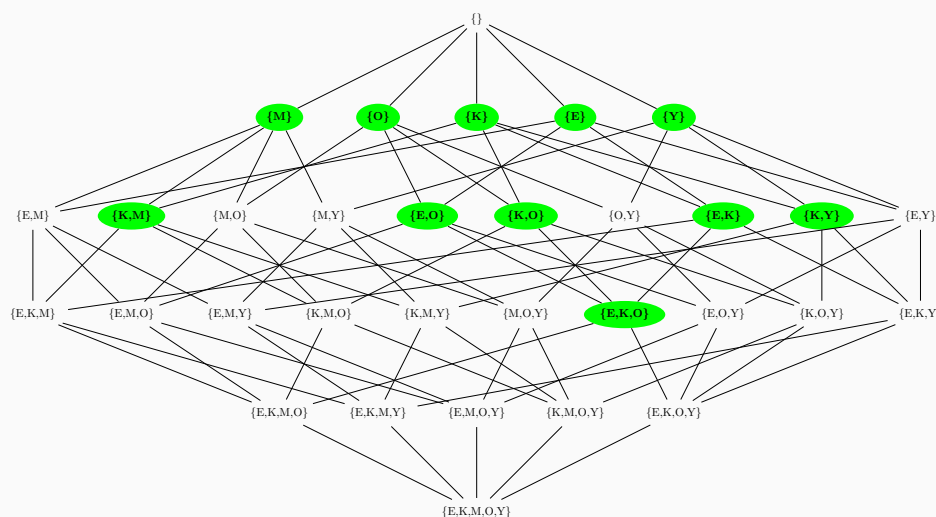 {}
{M} {O} {K} {E} {Y}
{E,M} {K,M} {M,O} {M,Y} {E,O} {K,O} {O,Y} {E,K} {K,Y} {E,Y}
{E,K,M} {E,M,O} {E,M,Y} {K,M,O} {K,M,Y} {M,O,Y} {E,K,O} {E,O,Y} {K,O,Y} {E,K,Y}
{E,K,M,O} {E,K,M,Y} {E,M,O,Y} {K,M,O,Y} {E,K,O,Y}
{E,K,M,O,Y}